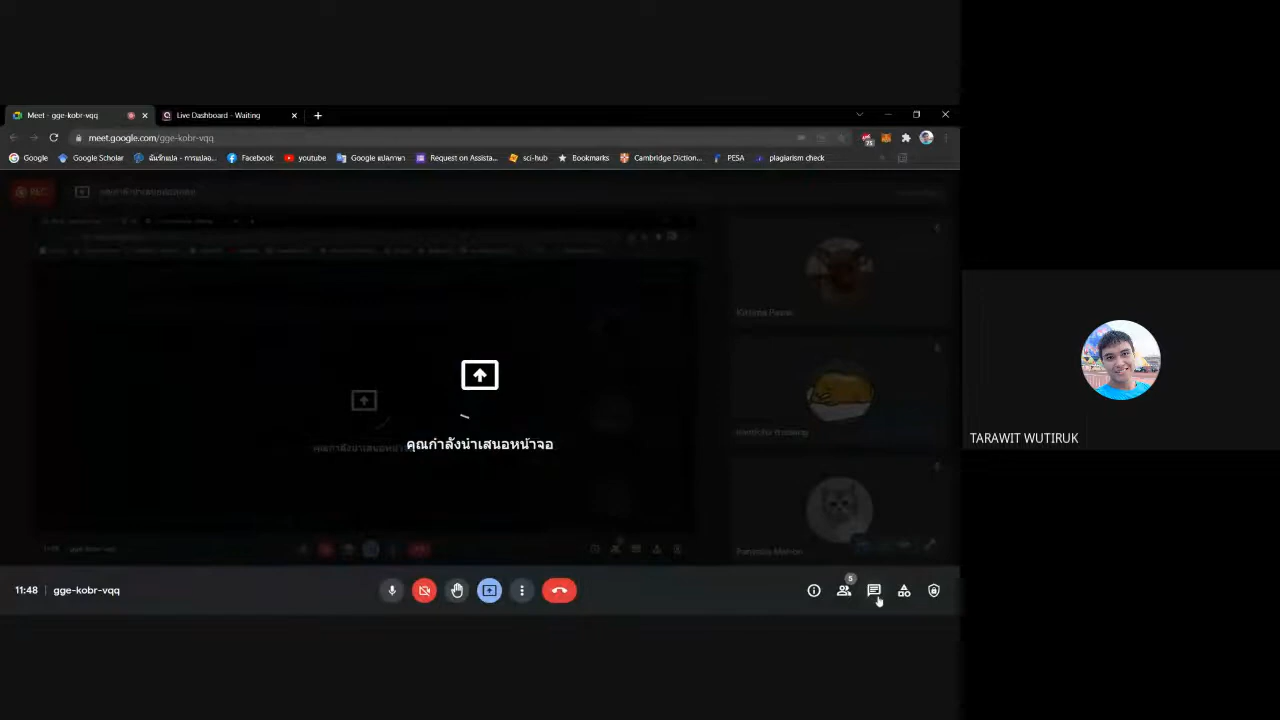 Meet - gge-kobr-vqq
Live Dashboard - Waiting
meet.google.com/gge-kobr-vqq
75
Google
Google Scholar
Facebook
youtube
Google แปลภาษา
Request on Assista...
sci-hub
Bookmarks
Cambridge Diction...
PESA
plagiarism check
REC
คุณกำลังนำเสนอหน้าจอ
TARAWIT WUTIRUK
11:48
gge-kobr-vqq
5